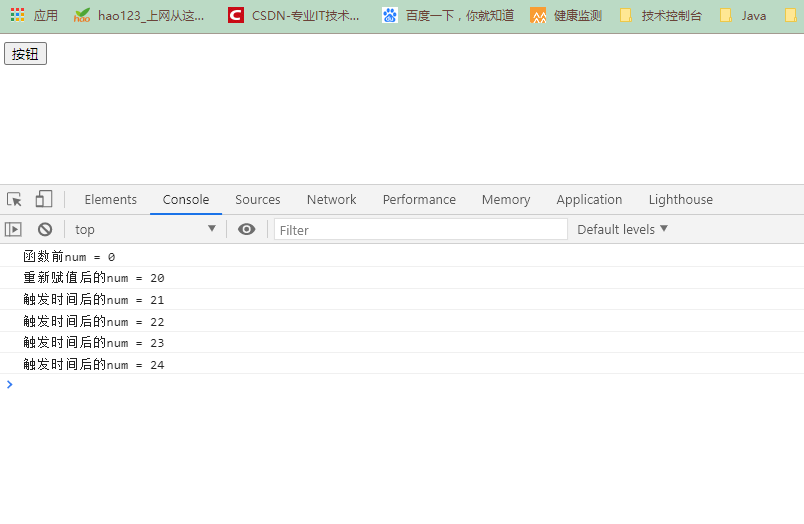 应用 hao123_上网从这... CSDN-专业IT技术... 百度一下，你就知道 健康监测 技术控制台 Java
按钮
Elements Console Sources Network Performance Memory Application Lighthouse
top Filter Default levels
函数前num = 0
重新赋值后的num = 20
触发时间后的num = 21
触发时间后的num = 22
触发时间后的num = 23
触发时间后的num = 24